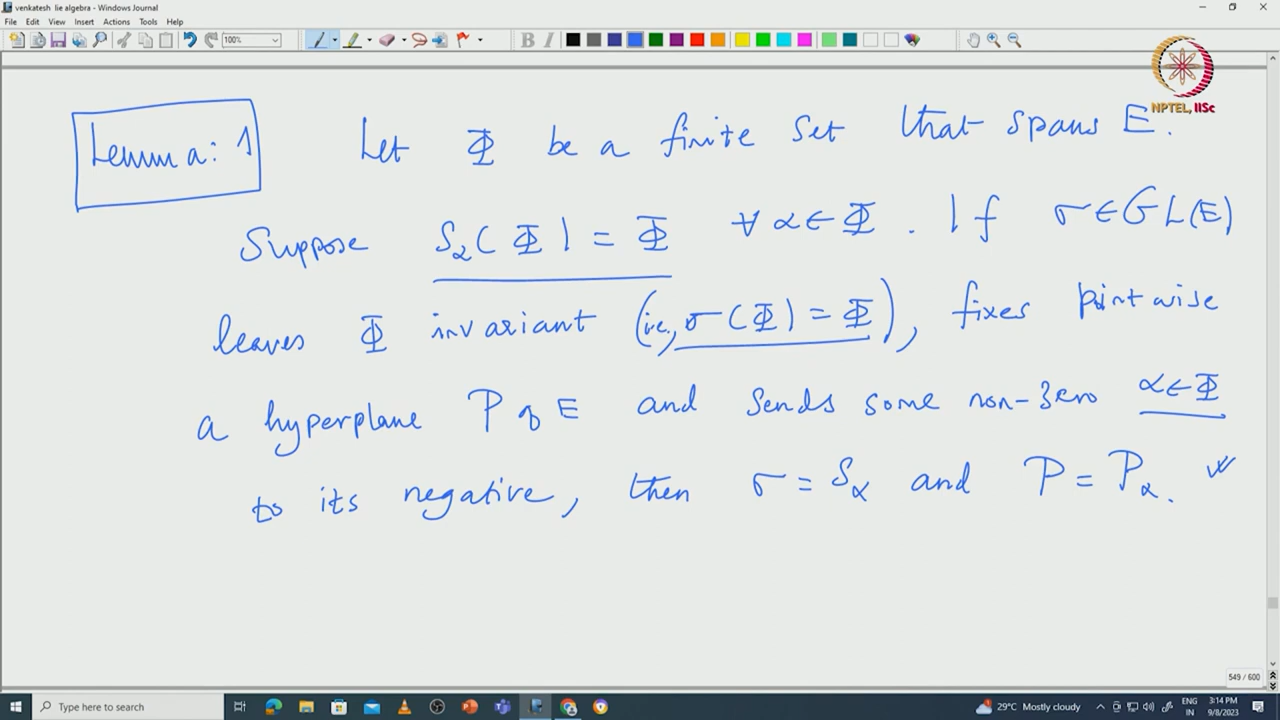 venkatesh lie algebra - Windows Journal
File Edit View Insert Actions Tools Help
100%
B I
NPTEL, IISc
Lemma: 1 Let Φ be a finite set that spans E.
Suppose S_α(Φ) = Φ ∀ α ∈ Φ. If σ ∈ GL(E)
leaves Φ invariant (ie., σ(Φ) = Φ), fixes pointwise
a hyperplane P of E and sends some non-zero α ∈ Φ
to its negative, then σ = S_α and P = P_α.
549 / 600
Type here to search
29°C Mostly cloudy
ENG
IN
3:14 PM
9/8/2023